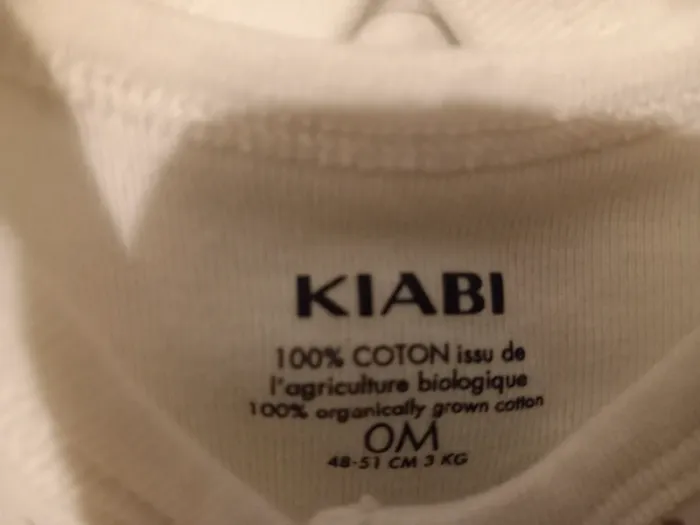 KIABI
100% COTON issu de
l'agriculture biologique
100% organically grown cotton
0M
48-51 CM 3 KG